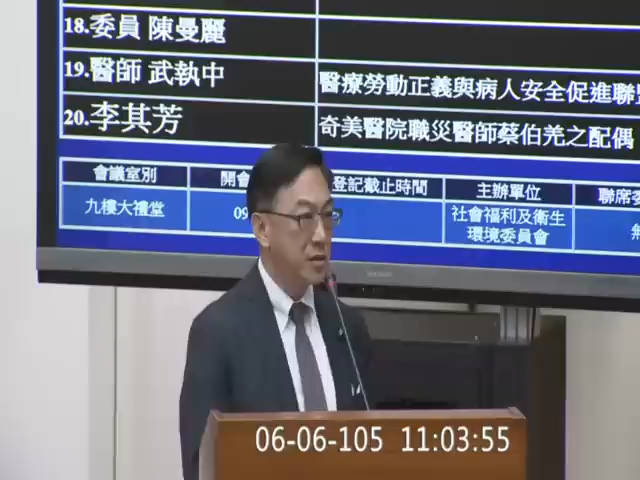 18.委員 陳曼麗
19.醫師 武執中
醫療勞動正義與病人安全促進聯
20.李其芳
奇美醫院職災醫師蔡伯羌之配偶
會議室別
開會
登記截止時間
主辦單位
聯席委
九樓大禮堂
09
社會福利及衛生
環境委員會
06-06-105 11:03:55